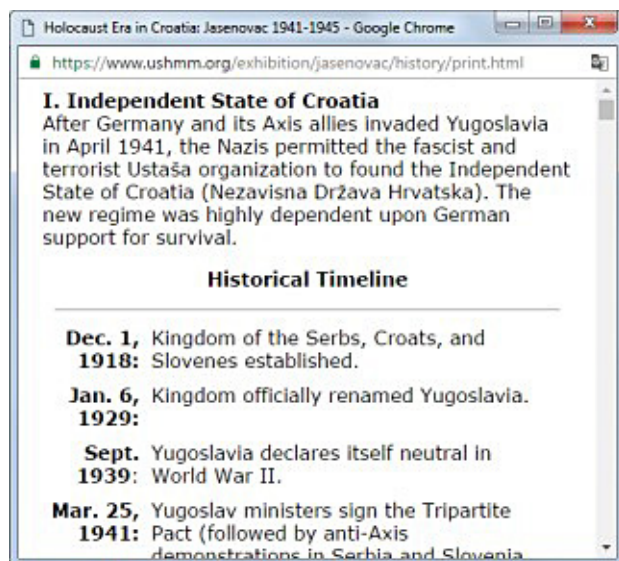 Holocaust Era in Croatia: Jasenovac 1941-1945 - Google Chrome
https://www.ushmm.org/exhibition/jasenovac/history/print.html
I. Independent State of Croatia
After Germany and its Axis allies invaded Yugoslavia
in April 1941, the Nazis permitted the fascist and
terrorist Ustaša organization to found the Independent
State of Croatia (Nezavisna Država Hrvatska). The
new regime was highly dependent upon German
support for survival.
Historical Timeline
Dec. 1, Kingdom of the Serbs, Croats, and
1918: Slovenes established.
Jan. 6, Kingdom officially renamed Yugoslavia.
1929:
Sept. Yugoslavia declares itself neutral in
1939: World War II.
Mar. 25, Yugoslav ministers sign the Tripartite
1941: Pact (followed by anti-Axis
demonstrations in Serbia and Slovenia